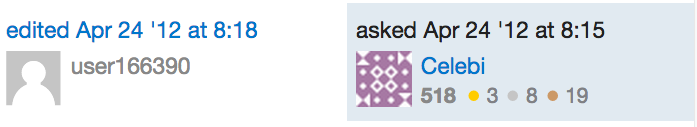 edited Apr 24 '12 at 8:18
user166390
asked Apr 24 '12 at 8:15
Celebi
518 3 8 19